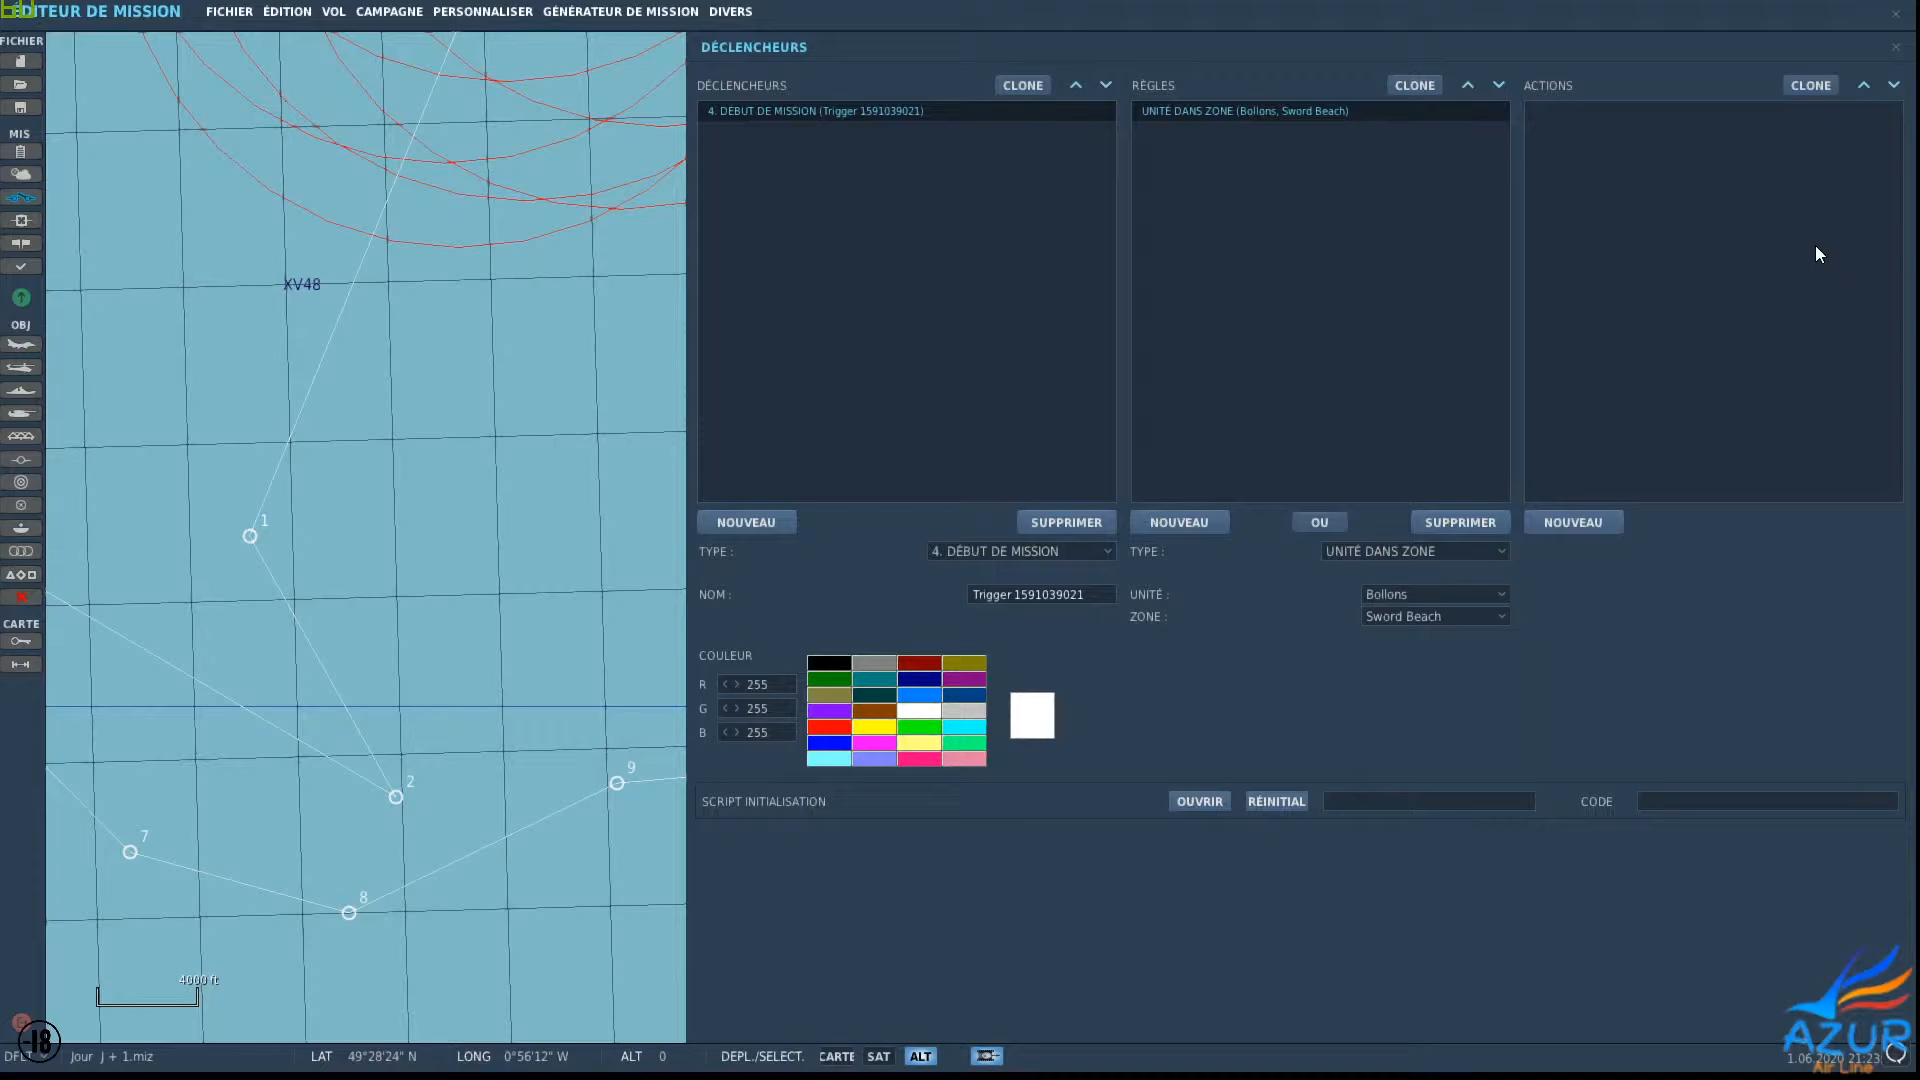 ÉDITEUR DE MISSION
FICHIER ÉDITION VOL CAMPAGNE PERSONNALISER GÉNÉRATEUR DE MISSION DIVERS
FICHIER
MIS
OBJ
CARTE
XV48
1
2
7
8
9
4000 ft
DÉCLENCHEURS
DÉCLENCHEURS CLONE
4. DÉBUT DE MISSION (Trigger 1591039021)
NOUVEAU SUPPRIMER
TYPE : 4. DÉBUT DE MISSION
NOM : Trigger 1591039021
COULEUR
R 255
G 255
B 255
RÈGLES CLONE
UNITÉ DANS ZONE (Bollons, Sword Beach)
NOUVEAU OU SUPPRIMER
TYPE : UNITÉ DANS ZONE
UNITÉ : Bollons
ZONE : Sword Beach
ACTIONS CLONE
NOUVEAU
SCRIPT INITIALISATION OUVRIR RÉINITIAL CODE
-18
Jour J + 1.miz LAT 49°28'24" N LONG 0°56'12" W ALT 0 DEPL./SELECT. CARTE SAT ALT
1.06.2020 21:23
AZUR
Air Line